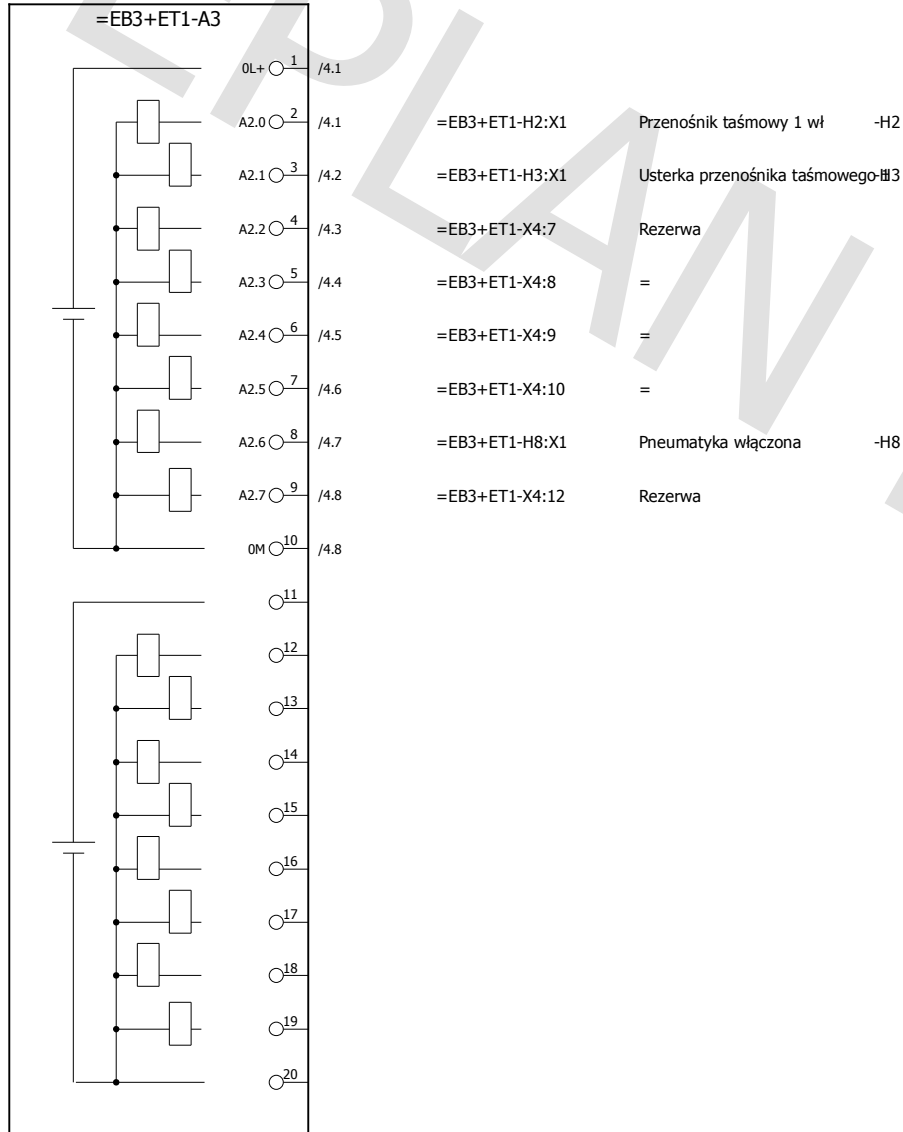 =EB3+ET1-A3
0L+ 1 /4.1
A2.0 2 /4.1 =EB3+ET1-H2:X1 Przenośnik taśmowy 1 wł -H2
A2.1 3 /4.2 =EB3+ET1-H3:X1 Usterka przenośnika taśmowego -H3
A2.2 4 /4.3 =EB3+ET1-X4:7 Rezerwa
A2.3 5 /4.4 =EB3+ET1-X4:8 =
A2.4 6 /4.5 =EB3+ET1-X4:9 =
A2.5 7 /4.6 =EB3+ET1-X4:10 =
A2.6 8 /4.7 =EB3+ET1-H8:X1 Pneumatyka włączona -H8
A2.7 9 /4.8 =EB3+ET1-X4:12 Rezerwa
0M 10 /4.8
11
12
13
14
15
16
17
18
19
20
EPLAN